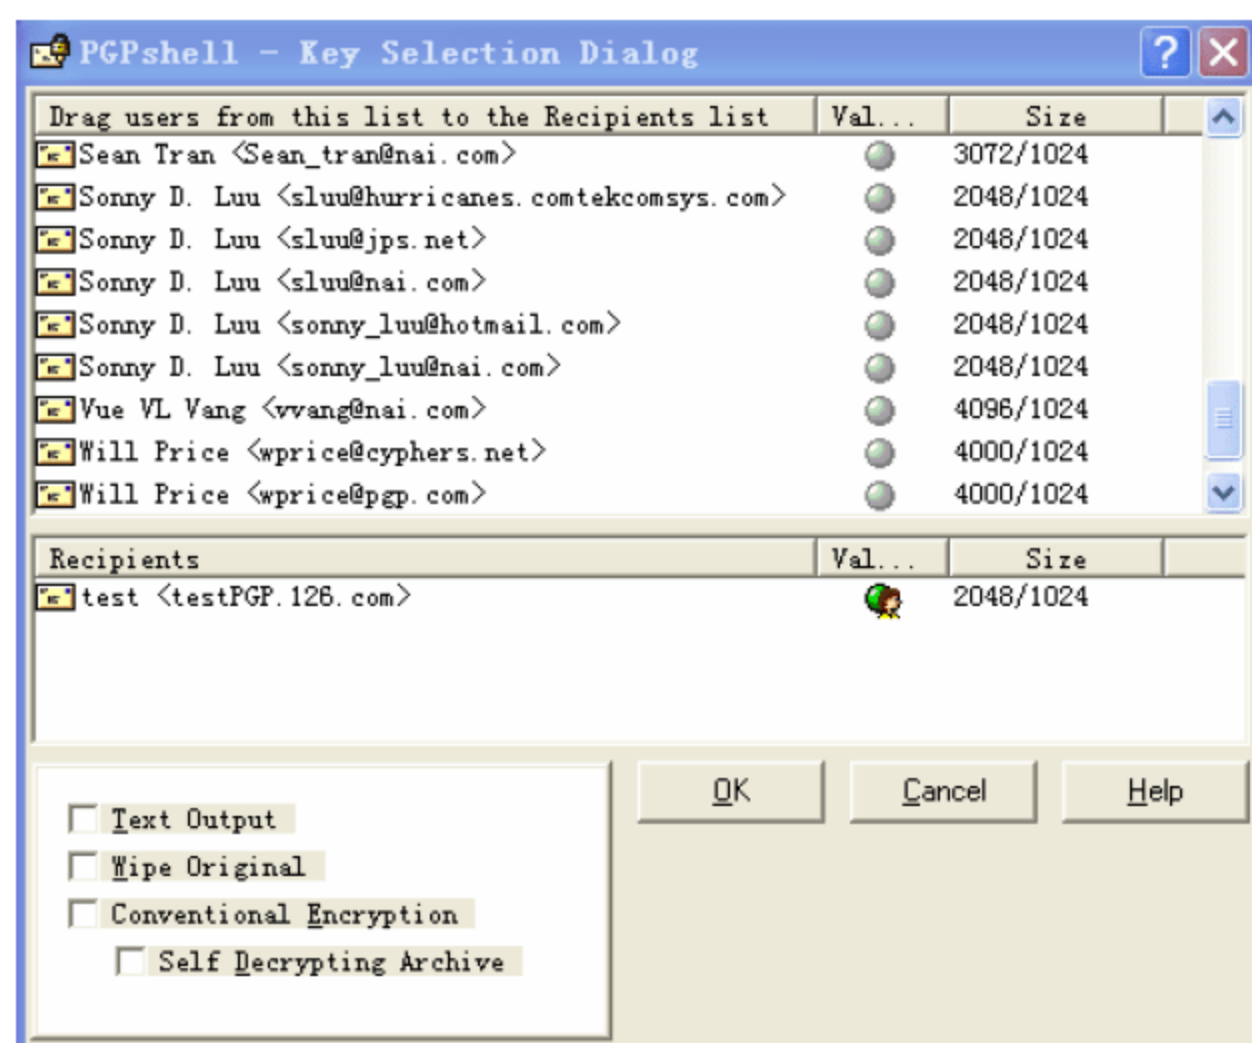 PGPshell - Key Selection Dialog
Drag users from this list to the Recipients list Val... Size
Sean Tran <Sean_tran@nai.com> 3072/1024
Sonny D. Luu <sluu@hurricanes.comtekcomsys.com> 2048/1024
Sonny D. Luu <sluu@jps.net> 2048/1024
Sonny D. Luu <sluu@nai.com> 2048/1024
Sonny D. Luu <sonny_luu@hotmail.com> 2048/1024
Sonny D. Luu <sonny_luu@nai.com> 2048/1024
Vue VL Vang <vvang@nai.com> 4096/1024
Will Price <wprice@cyphers.net> 4000/1024
Will Price <wprice@pgp.com> 4000/1024
Recipients Val... Size
test <testPGP.126.com> 2048/1024
OK Cancel Help
Text Output
Wipe Original
Conventional Encryption
Self Decrypting Archive